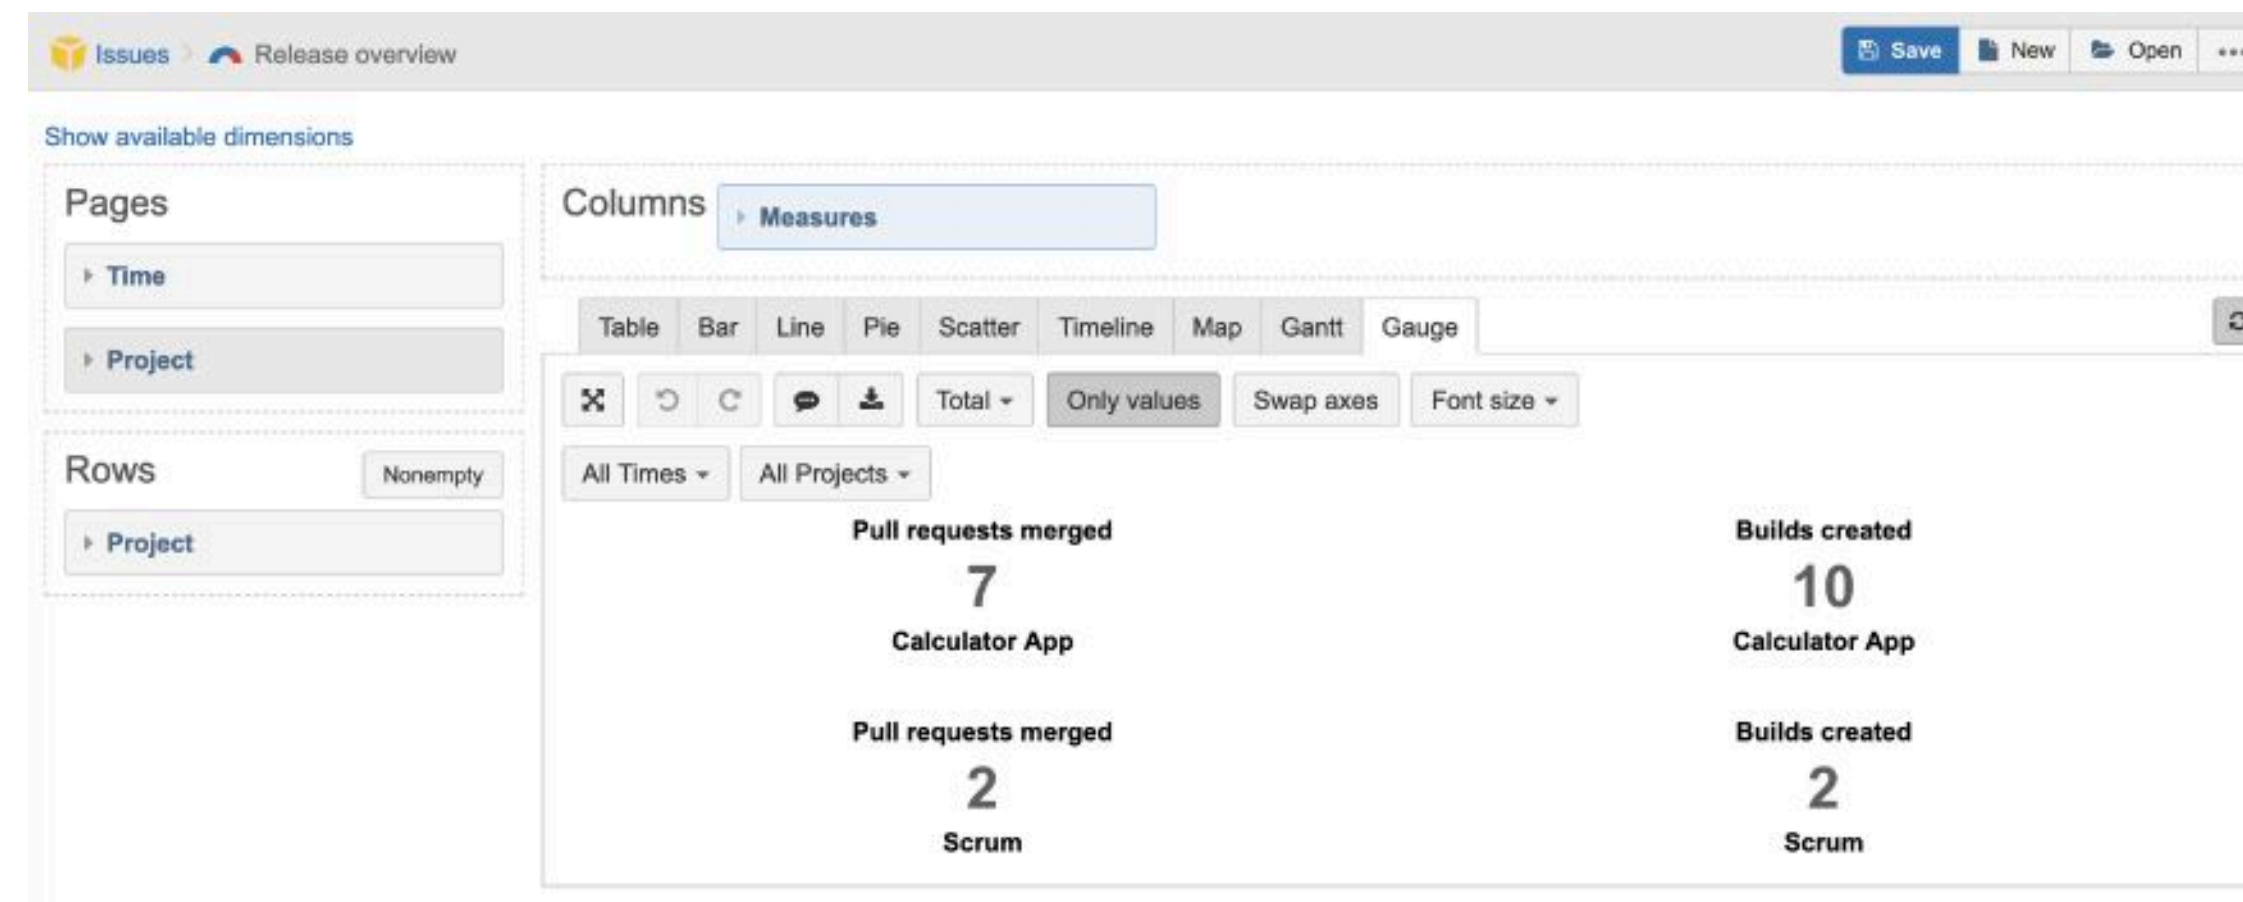 Issues Release overview Save New Open
Show available dimensions
Pages
Time
Project
Rows Nonempty
Project
Columns Measures
Table Bar Line Pie Scatter Timeline Map Gantt Gauge
Total Only values Swap axes Font size
All Times All Projects
Pull requests merged Builds created
7 10
Calculator App Calculator App
Pull requests merged Builds created
2 2
Scrum Scrum